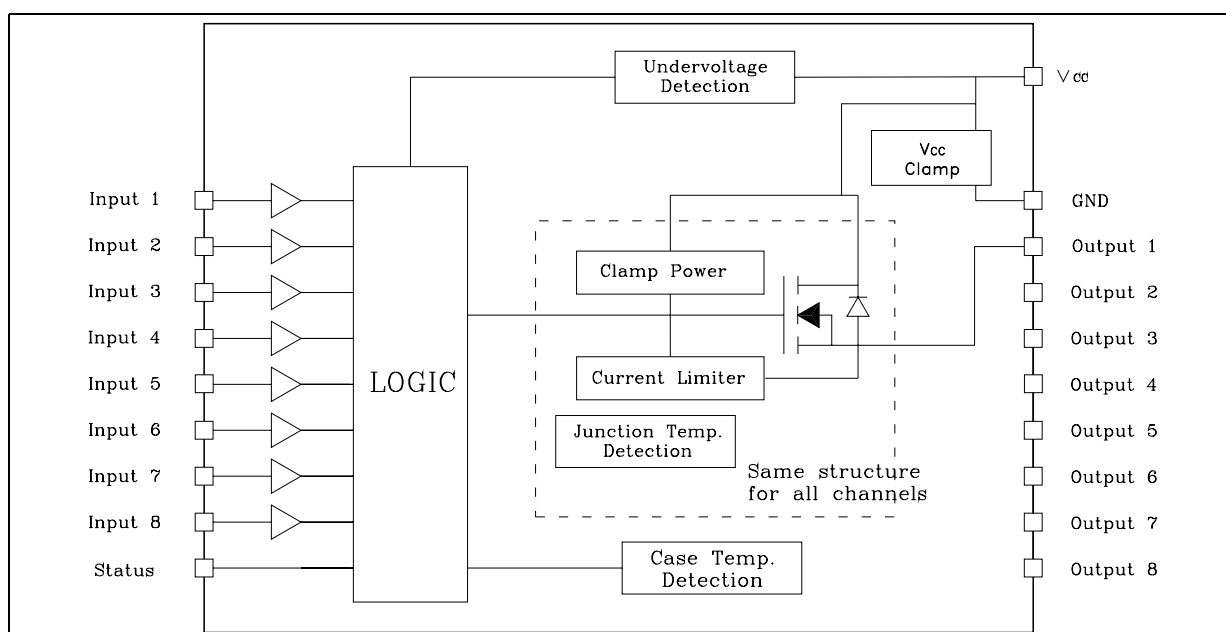 Undervoltage
Detection
Vcc
Vcc
Clamp
Input 1
GND
Input 2
Output 1
Clamp Power
Input 3
Output 2
Input 4
Output 3
Input 5
LOGIC
Current Limiter
Output 4
Input 6
Junction Temp.
Detection
Output 5
Input 7
Same structure
for all channels
Output 6
Input 8
Output 7
Status
Case Temp.
Detection
Output 8